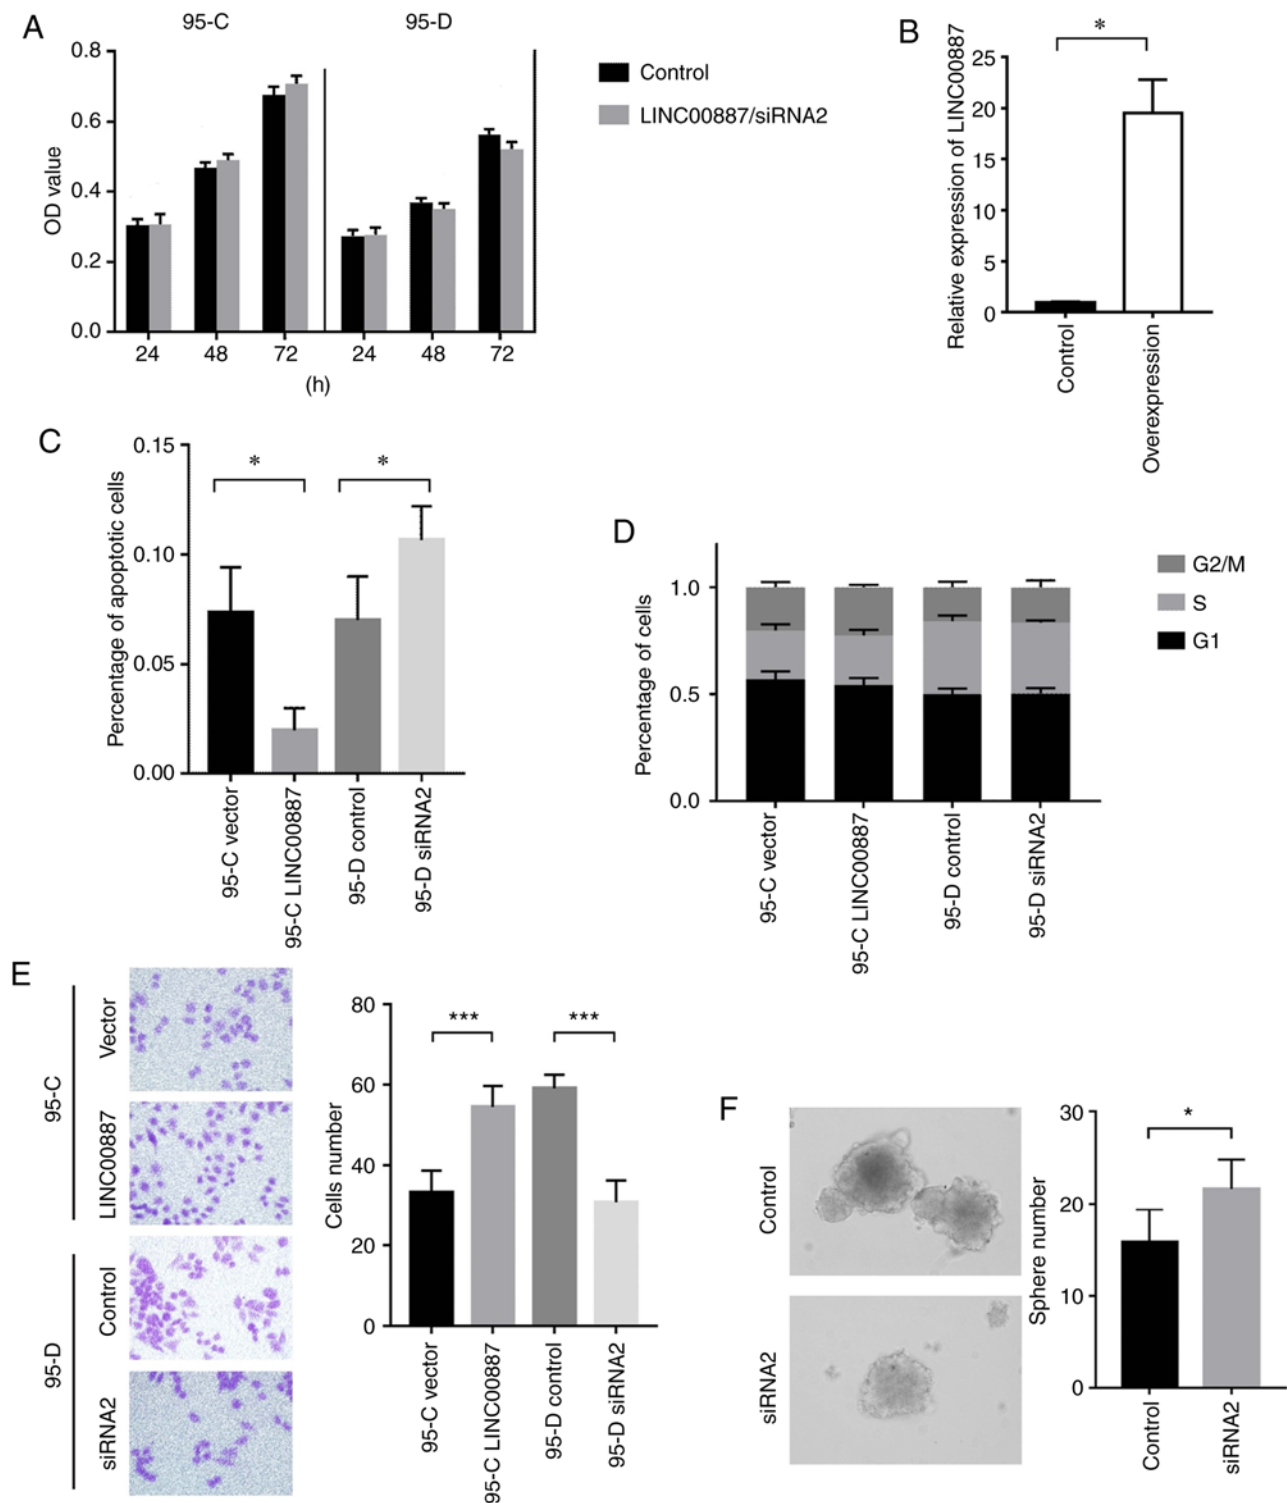 A
95-C
95-D
OD value
0.8
0.6
0.4
0.2
0.0
24
48
72
24
48
72
(h)
Control
LINC00887/siRNA2
B
Relative expression of LINC00887
25
20
15
10
5
0
*
Control
Overexpression
C
Percentage of apoptotic cells
0.15
0.10
0.05
0.00
*
*
95-C vector
95-C LINC00887
95-D control
95-D siRNA2
D
Percentage of cells
1.0
0.5
0.0
95-C vector
95-C LINC00887
95-D control
95-D siRNA2
G2/M
S
G1
E
95-C
Vector
LINC00887
95-D
Control
siRNA2
Cells number
80
60
40
20
0
***
***
95-C vector
95-C LINC00887
95-D control
95-D siRNA2
F
Control
siRNA2
Sphere number
30
20
10
0
*
Control
siRNA2